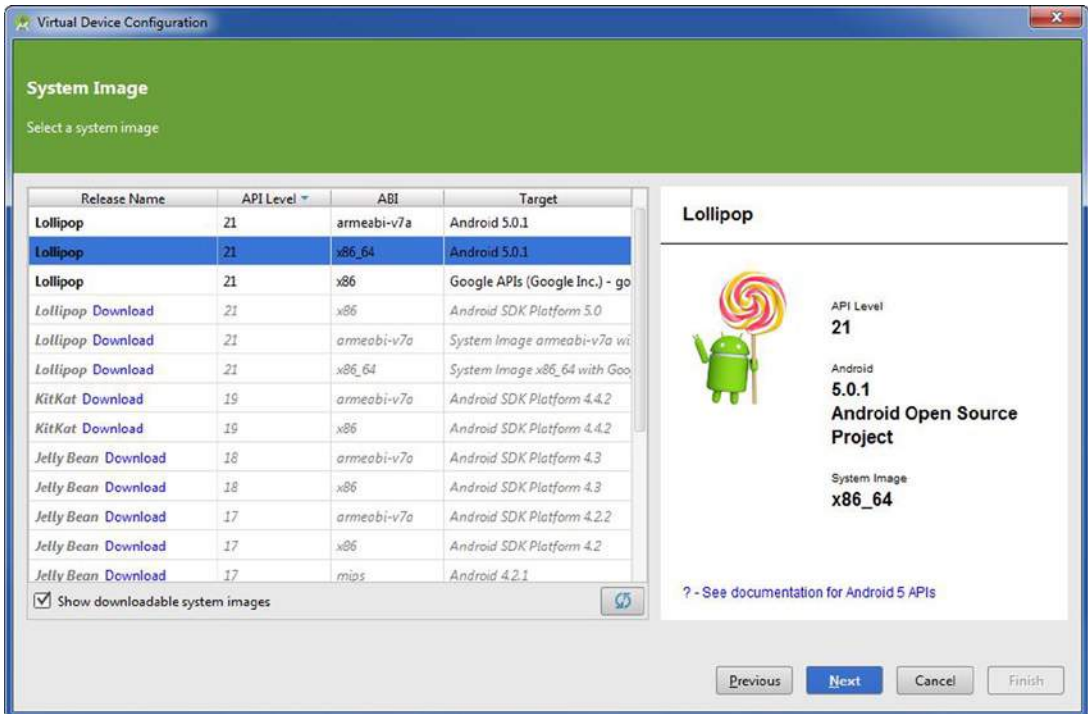 Virtual Device Configuration
System Image
Select a system image
Release Name API Level ABI Target
Lollipop 21 armeabi-v7a Android 5.0.1
Lollipop 21 x86_64 Android 5.0.1
Lollipop 21 x86 Google APIs (Google Inc.) - go
Lollipop Download 21 x86 Android SDK Platform 5.0
Lollipop Download 21 armeabi-v7a System Image armeabi-v7a wi
Lollipop Download 21 x86_64 System Image x86_64 with Goo
KitKat Download 19 armeabi-v7a Android SDK Platform 4.4.2
KitKat Download 19 x86 Android SDK Platform 4.4.2
Jelly Bean Download 18 armeabi-v7a Android SDK Platform 4.3
Jelly Bean Download 18 x86 Android SDK Platform 4.3
Jelly Bean Download 17 armeabi-v7a Android SDK Platform 4.2.2
Jelly Bean Download 17 x86 Android SDK Platform 4.2
Jelly Bean Download 17 mips Android 4.2.1
Show downloadable system images
Lollipop
API Level
21
Android
5.0.1
Android Open Source
Project
System Image
x86_64
? - See documentation for Android 5 APIs
Previous Next Cancel Finish